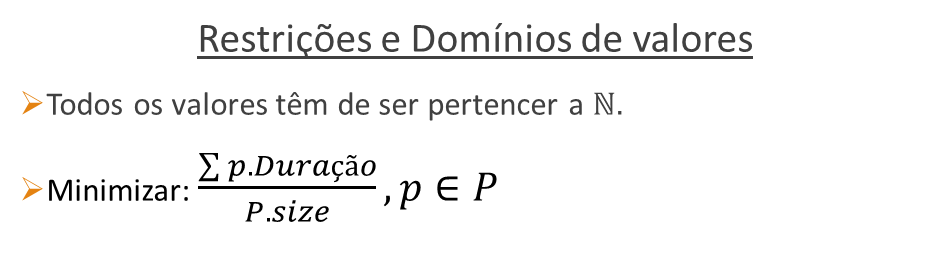 Restrições e Domínios de valores
➢Todos os valores têm de ser pertencer a ℕ.
➢Minimizar: ∑ p.Duração / P.size , p ∈ P